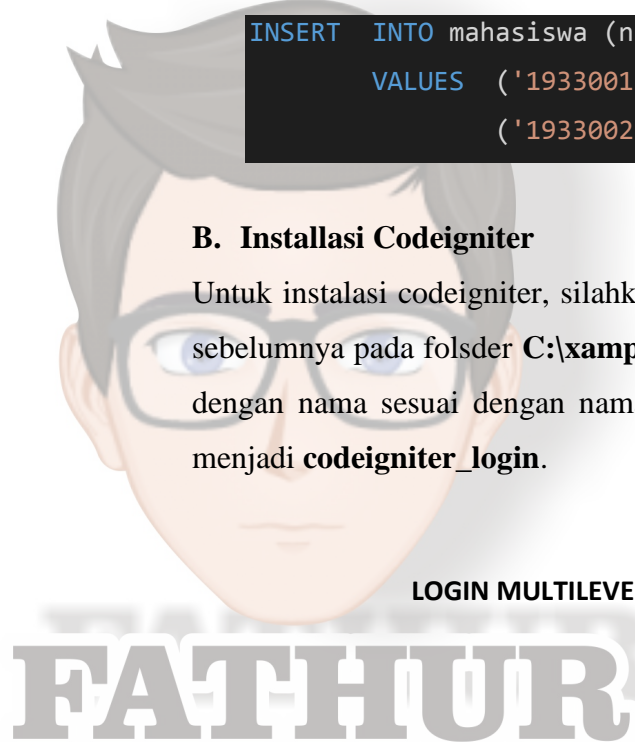 INSERT INTO mahasiswa (n
VALUES ('1933001
('1933002
B. Installasi Codeigniter
Untuk instalasi codeigniter, silahk
sebelumnya pada folsder C:\xamp
dengan nama sesuai dengan nam
menjadi codeigniter_login.
LOGIN MULTILEVE
FATHUR